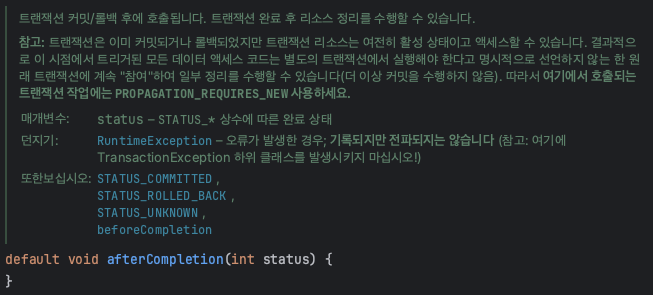 트랜잭션 커밋/롤백 후에 호출됩니다. 트랜잭션 완료 후 리소스 정리를 수행할 수 있습니다.
참고: 트랜잭션은 이미 커밋되거나 롤백되었지만 트랜잭션 리소스는 여전히 활성 상태이고 액세스할 수 있습니다. 결과적으
로 이 시점에서 트리거된 모든 데이터 액세스 코드는 별도의 트랜잭션에서 실행해야 한다고 명시적으로 선언하지 않는 한 원
래 트랜잭션에 계속 "참여"하여 일부 정리를 수행할 수 있습니다(더 이상 커밋을 수행하지 않음). 따라서 여기에서 호출되는
트랜잭션 작업에는 PROPAGATION_REQUIRES_NEW 사용하세요.
매개변수: status – STATUS_* 상수에 따른 완료 상태
던지기: RuntimeException – 오류가 발생한 경우; 기록되지만 전파되지는 않습니다 (참고: 여기에
TransactionException 하위 클래스를 발생시키지 마십시오!)
또한보십시오: STATUS_COMMITTED ,
STATUS_ROLLED_BACK ,
STATUS_UNKNOWN ,
beforeCompletion
default void afterCompletion(int status) {
}